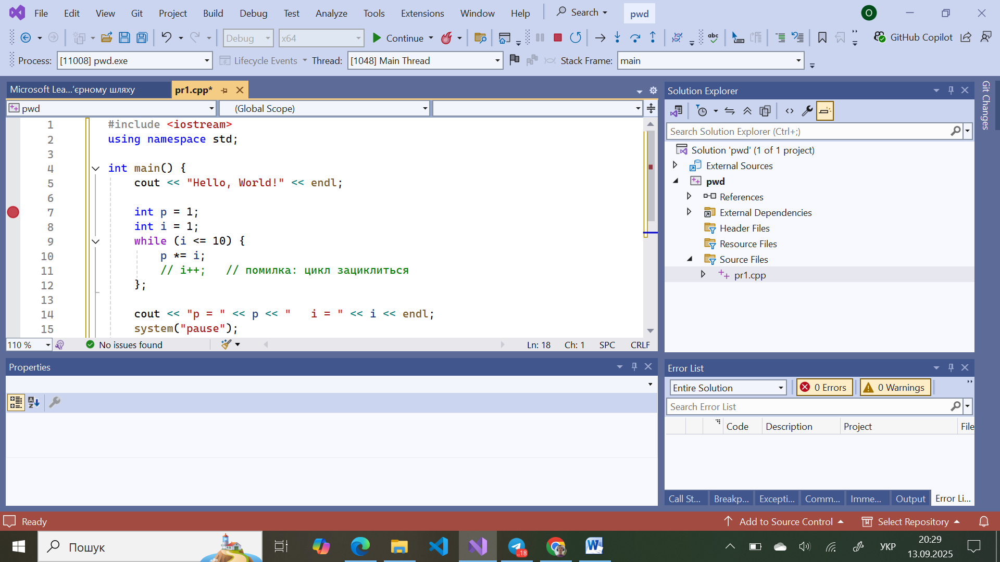 File Edit View Git Project Build Debug Test Analyze Tools Extensions Window Help Search pwd O
Debug x64 Continue abc GitHub Copilot
Process: [11008] pwd.exe Lifecycle Events Thread: [1048] Main Thread Stack Frame: main
Microsoft Lea...'єрному шляху pr1.cpp*
pwd (Global Scope)
1 #include <iostream>
2 using namespace std;
3
4 int main() {
5 cout << "Hello, World!" << endl;
6
7 int p = 1;
8 int i = 1;
9 while (i <= 10) {
10 p *= i;
11 // i++; // помилка: цикл зациклиться
12 };
13
14 cout << "p = " << p << "   i = " << i << endl;
15 system("pause");
110 % No issues found Ln: 18 Ch: 1 SPC CRLF
Properties
Solution Explorer
Search Solution Explorer (Ctrl+;)
Solution 'pwd' (1 of 1 project)
External Sources
pwd
References
External Dependencies
Header Files
Resource Files
Source Files
pr1.cpp
Git Changes
Error List
Entire Solution 0 Errors 0 Warnings
Search Error List
Code Description Project File
Call St... Breakp... Excepti... Comm... Imme... Output Error Li...
Ready Add to Source Control Select Repository
Пошук ..18 УКР 20:29
13.09.2025